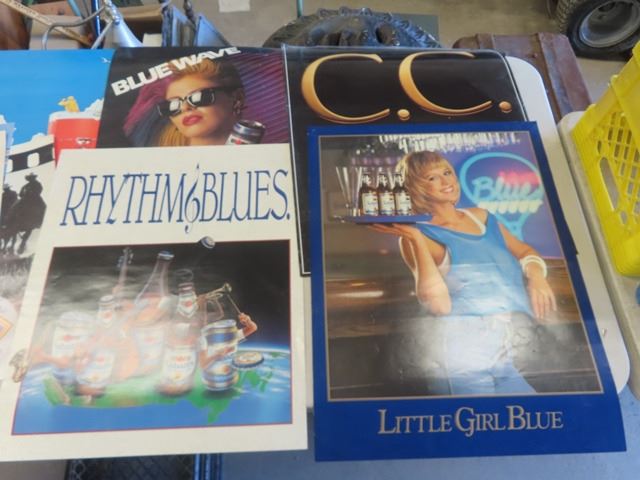 BLUE WAVE
C.C.
RHYTHM & BLUES.
Blue
LITTLE GIRL BLUE